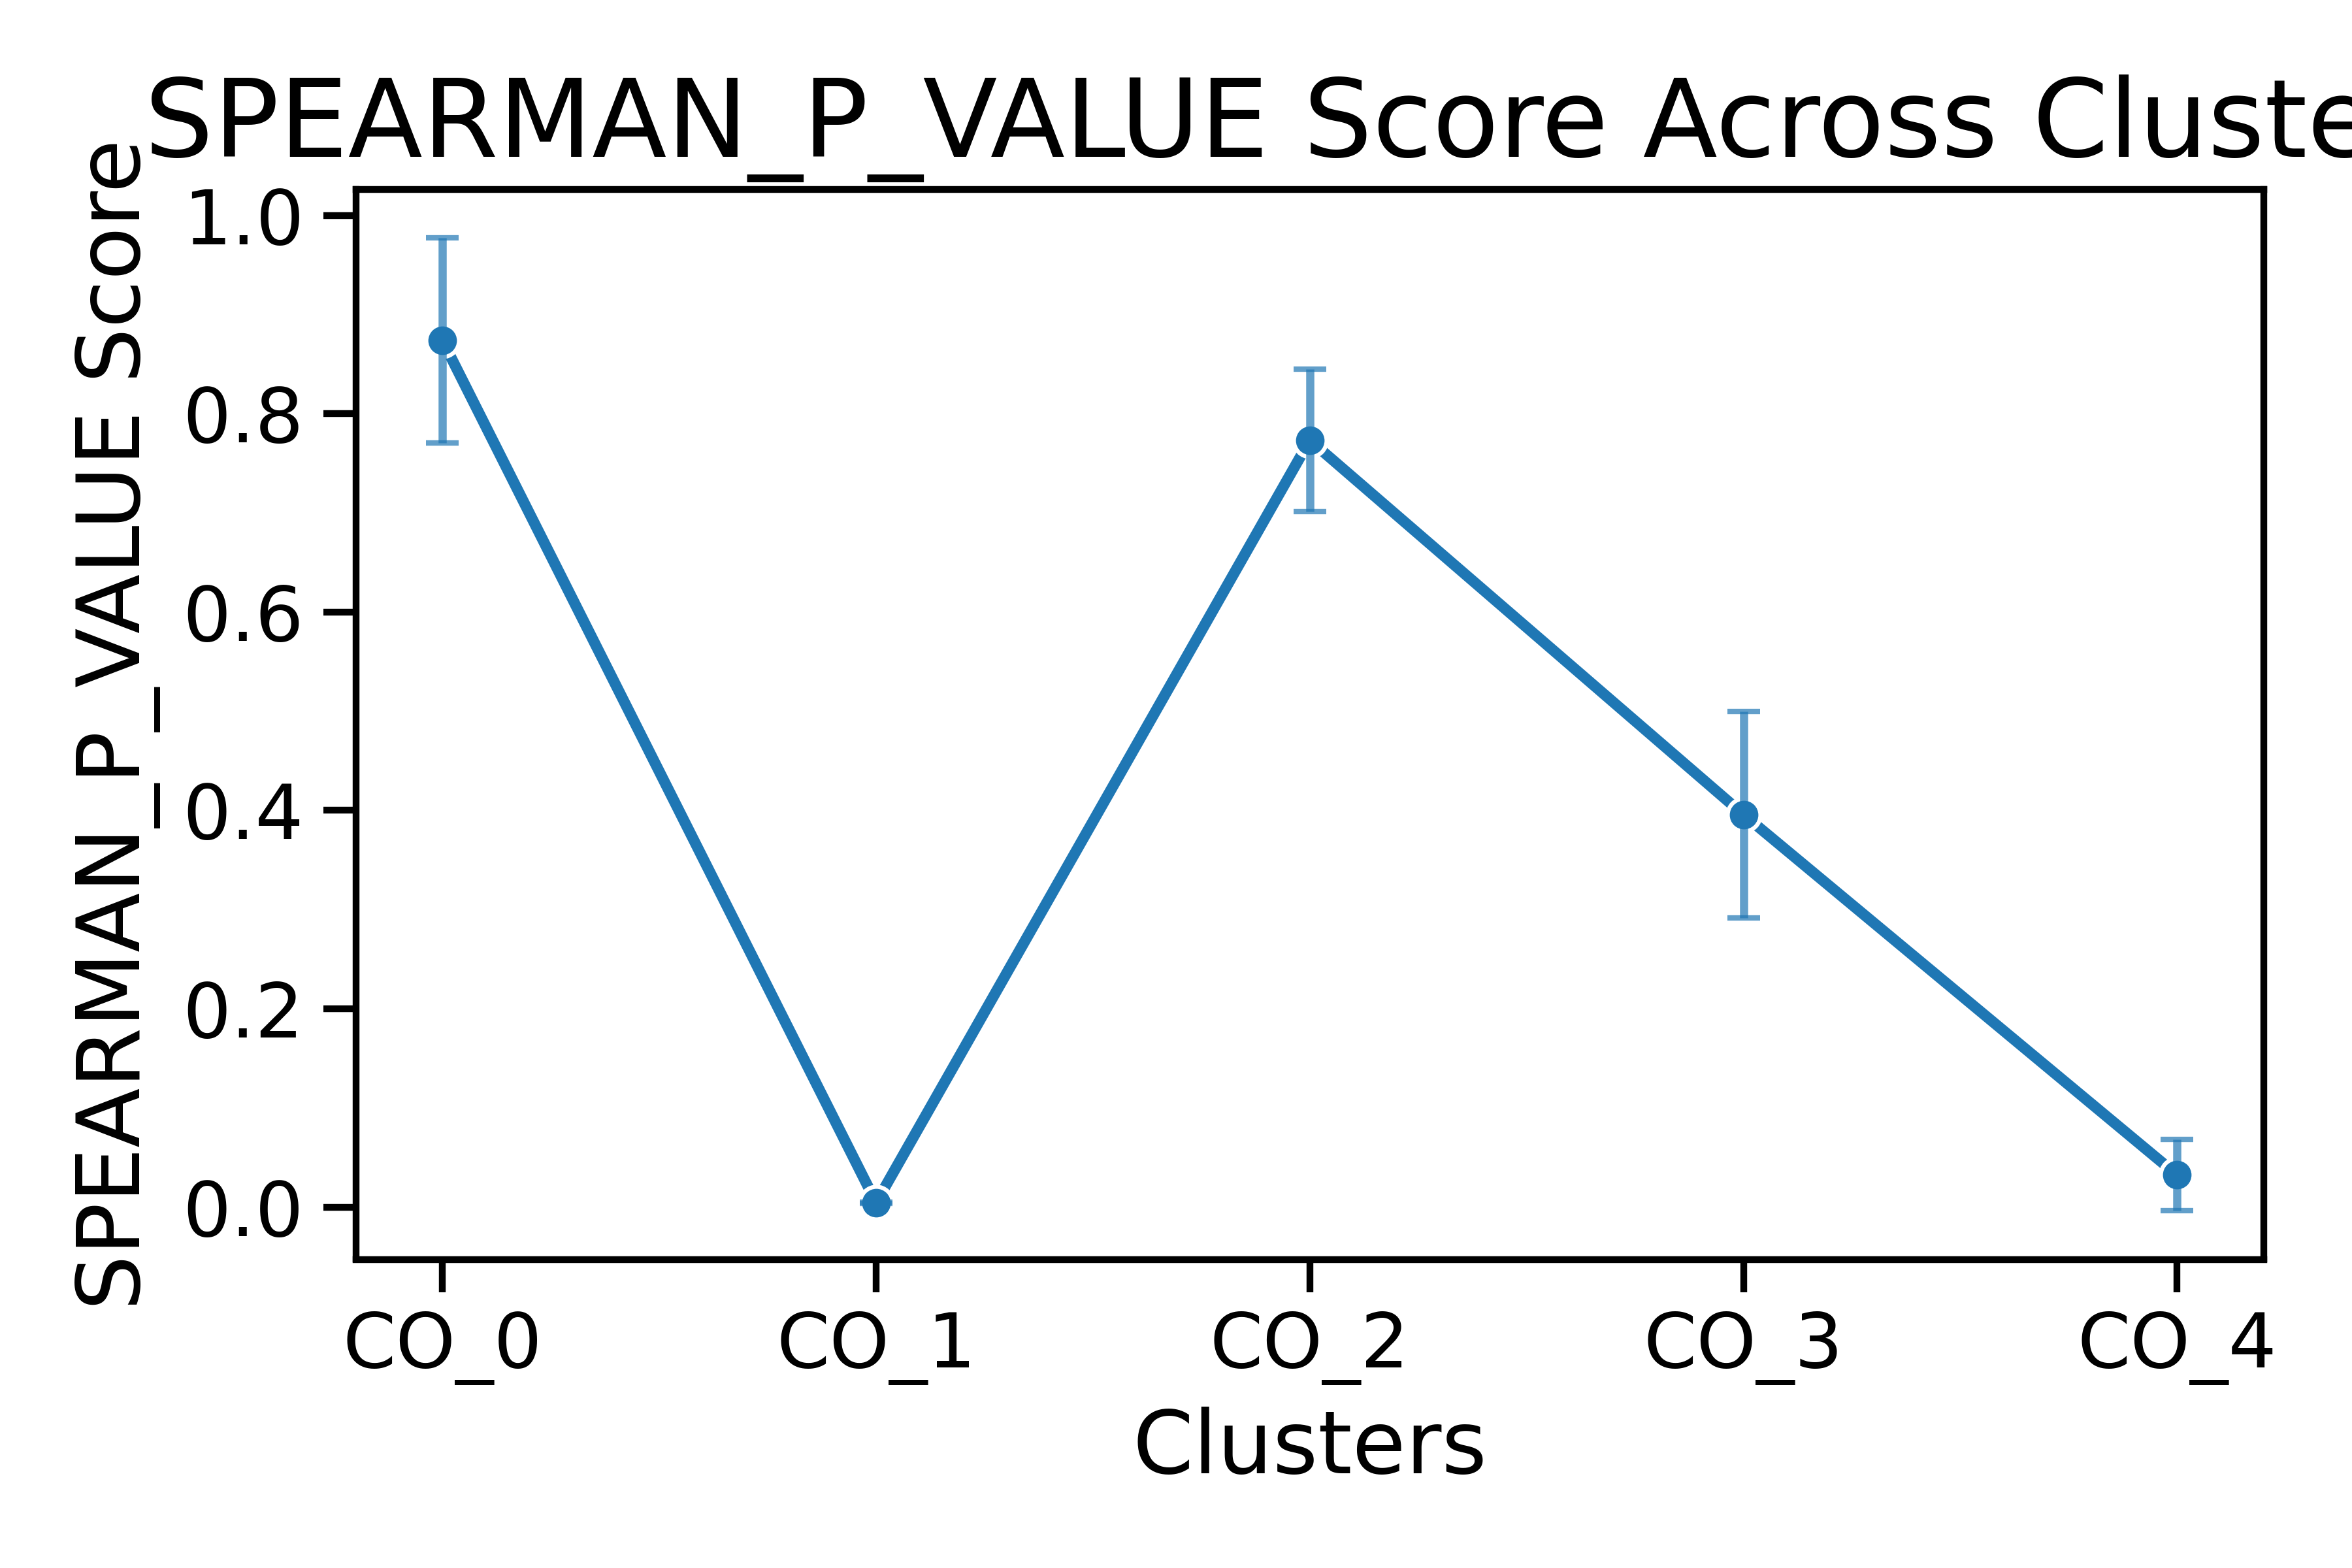 SPEARMAN_P_VALUE Score Across Cluste
SPEARMAN_P_VALUE Score
1.0
0.8
0.6
0.4
0.2
0.0
CO_0 CO_1 CO_2 CO_3 CO_4
Clusters